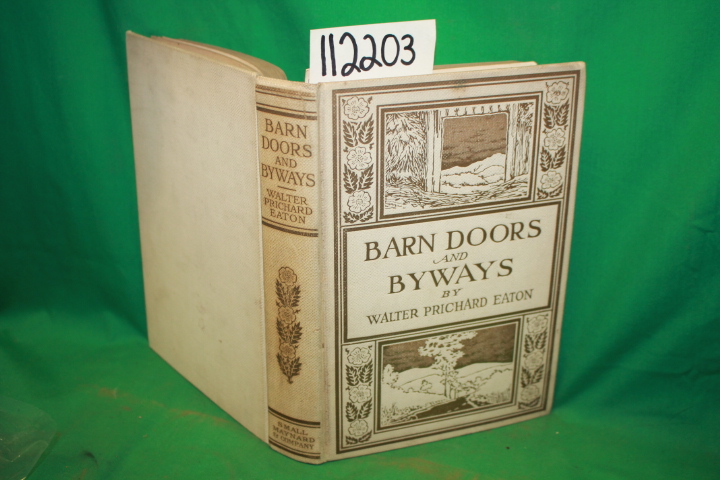 112203
BARN
DOORS
AND
BYWAYS
WALTER
PRICHARD
EATON
SMALL
MAYNARD
& COMPANY
BARN DOORS
AND
BYWAYS
BY
WALTER PRICHARD EATON